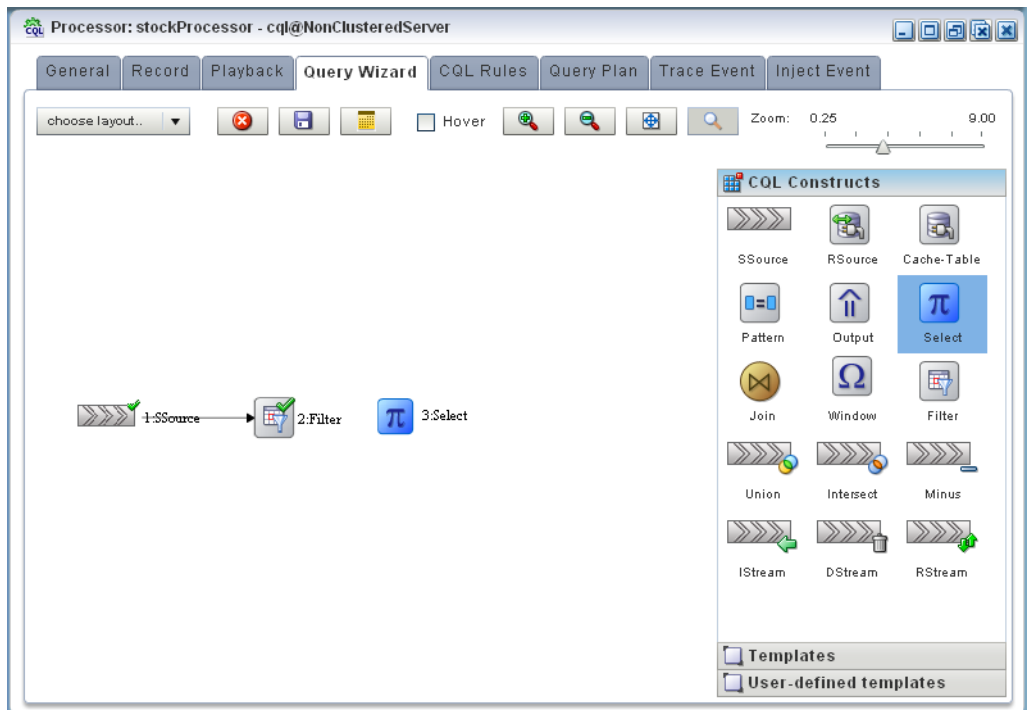 CQL Processor: stockProcessor - cql@NonClusteredServer
General Record Playback Query Wizard CQL Rules Query Plan Trace Event Inject Event
choose layout.. Hover Zoom: 0.25 9.00
CQL Constructs
SSource RSource Cache-Table
Pattern Output Select
Join Window Filter
1:SSource 2:Filter 3:Select
Union Intersect Minus
IStream DStream RStream
Templates
User-defined templates